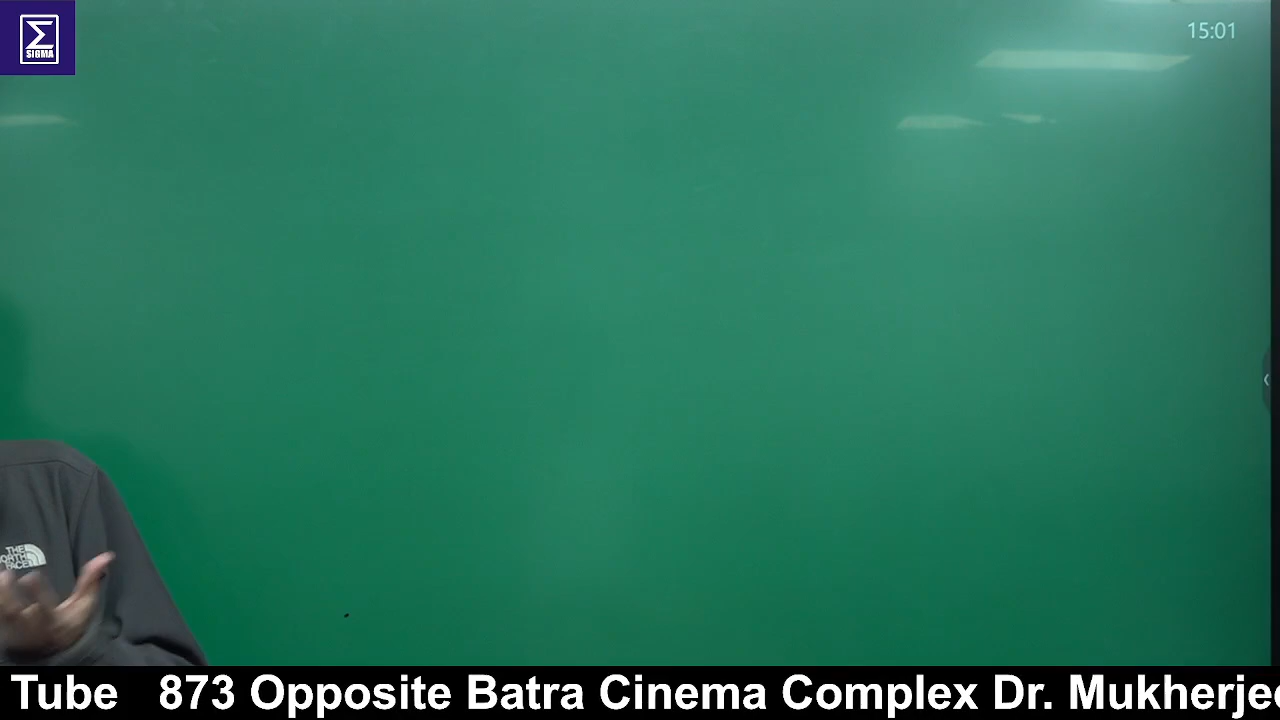 Σ
SIGMA
15:01
THE
NORTH
FACE
Tube 873 Opposite Batra Cinema Complex Dr. Mukherjee